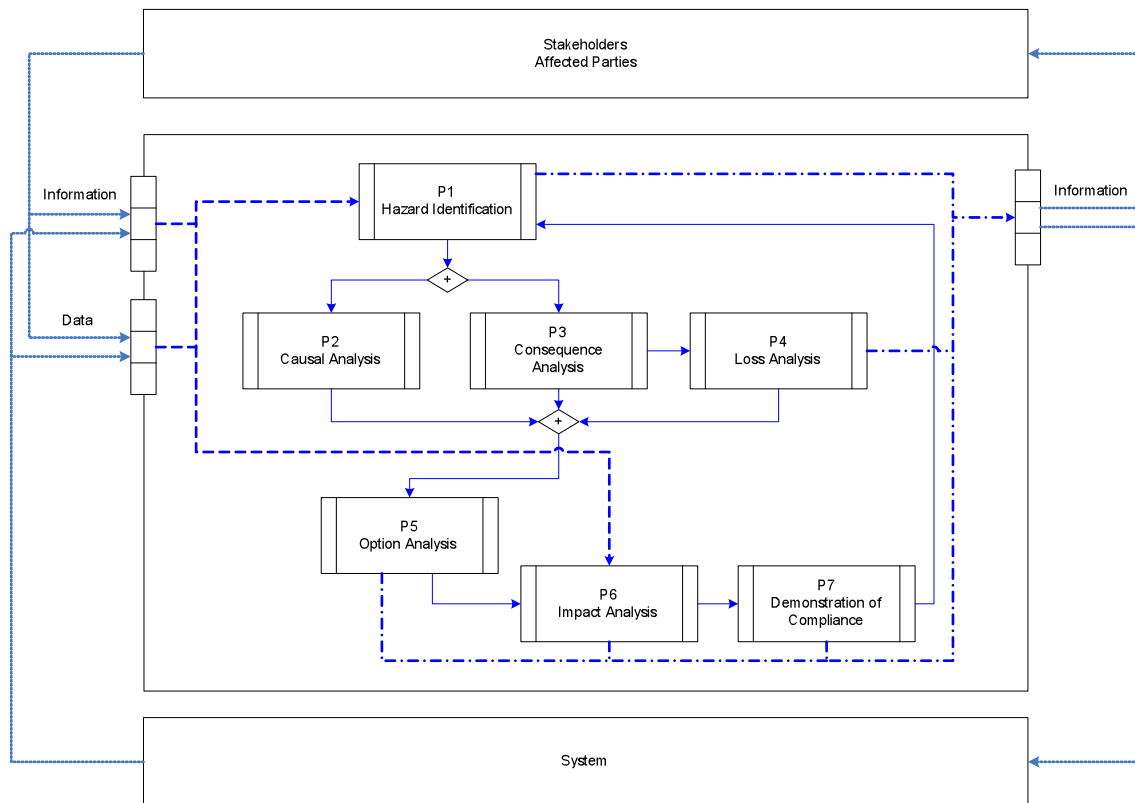 Stakeholders
Affected Parties
Information
Information
P1
Hazard Identification
+
Data
P2
Causal Analysis
P3
Consequence
Analysis
P4
Loss Analysis
+
P5
Option Analysis
P6
Impact Analysis
P7
Demonstration of
Compliance
System